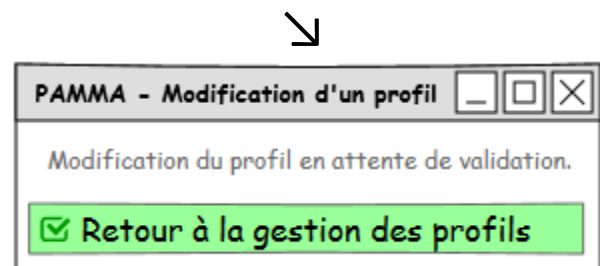 PAMMA - Modification d'un profil
Modification du profil en attente de validation.
Retour à la gestion des profils